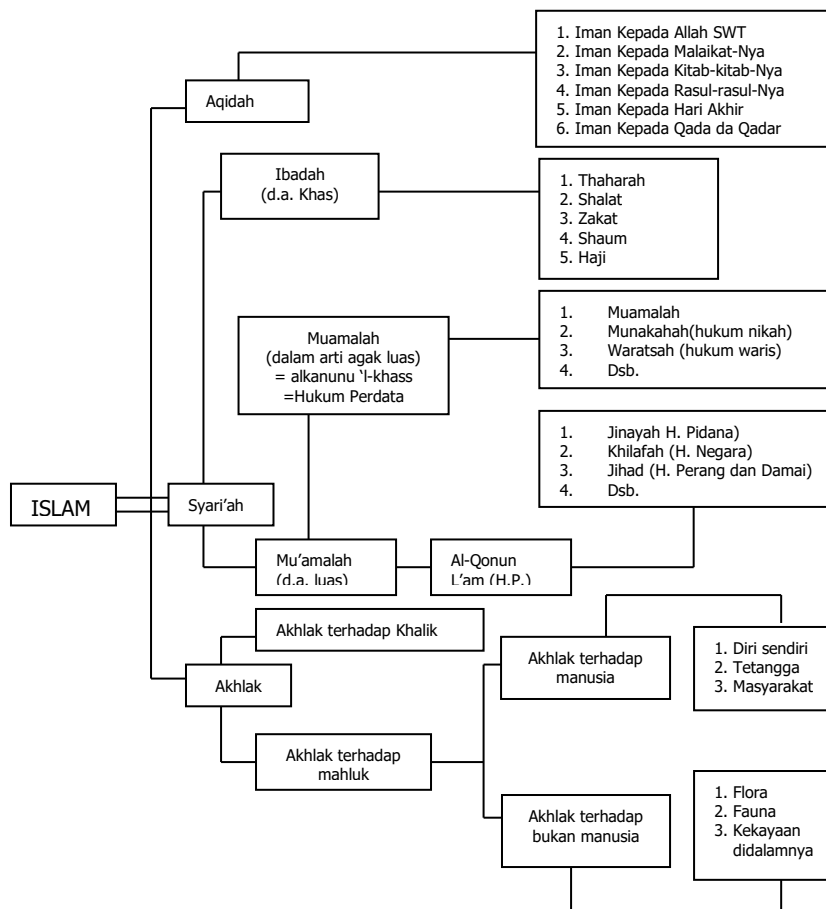 1. Iman Kepada Allah SWT
2. Iman Kepada Malaikat-Nya
3. Iman Kepada Kitab-kitab-Nya
4. Iman Kepada Rasul-rasul-Nya
5. Iman Kepada Hari Akhir
6. Iman Kepada Qada da Qadar
Aqidah
Ibadah
(d.a. Khas)
1. Thaharah
2. Shalat
3. Zakat
4. Shaum
5. Haji
Muamalah
(dalam arti agak luas)
= alkanunu ‘l-khass
=Hukum Perdata
1. Muamalah
2. Munakahah(hukum nikah)
3. Waratsah (hukum waris)
4. Dsb.
1. Jinayah H. Pidana)
2. Khilafah (H. Negara)
3. Jihad (H. Perang dan Damai)
4. Dsb.
ISLAM
Syari’ah
Mu’amalah
(d.a. luas)
Al-Qonun
L’am (H.P.)
Akhlak terhadap Khalik
Akhlak
Akhlak terhadap
manusia
1. Diri sendiri
2. Tetangga
3. Masyarakat
Akhlak terhadap
mahluk
Akhlak terhadap
bukan manusia
1. Flora
2. Fauna
3. Kekayaan
didalamnya